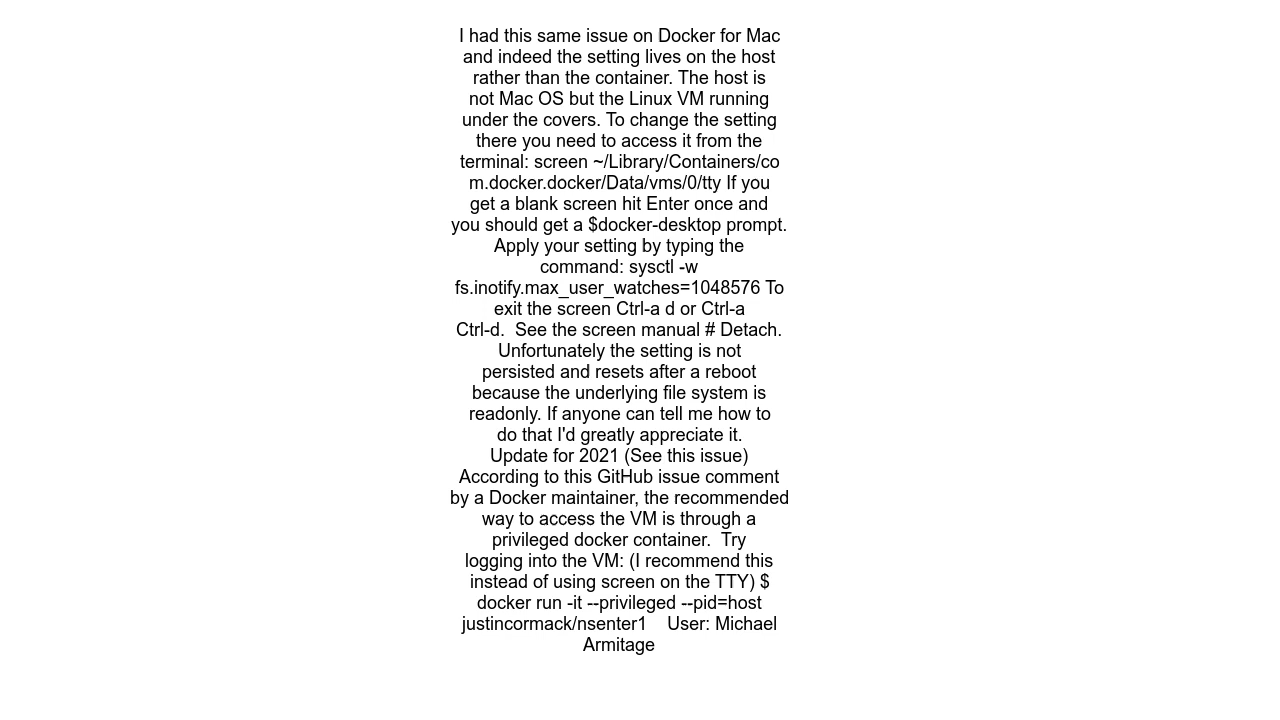 I had this same issue on Docker for Mac
and indeed the setting lives on the host
rather than the container. The host is
not Mac OS but the Linux VM running
under the covers. To change the setting
there you need to access it from the
terminal: screen ~/Library/Containers/co
m.docker.docker/Data/vms/0/tty If you
get a blank screen hit Enter once and
you should get a $docker-desktop prompt.
Apply your setting by typing the
command: sysctl -w
fs.inotify.max_user_watches=1048576 To
exit the screen Ctrl-a d or Ctrl-a
Ctrl-d.  See the screen manual # Detach.
Unfortunately the setting is not
persisted and resets after a reboot
because the underlying file system is
readonly. If anyone can tell me how to
do that I'd greatly appreciate it.
Update for 2021 (See this issue)
According to this GitHub issue comment
by a Docker maintainer, the recommended
way to access the VM is through a
privileged docker container.  Try
logging into the VM: (I recommend this
instead of using screen on the TTY) $
docker run -it --privileged --pid=host
justincormack/nsenter1    User: Michael
Armitage